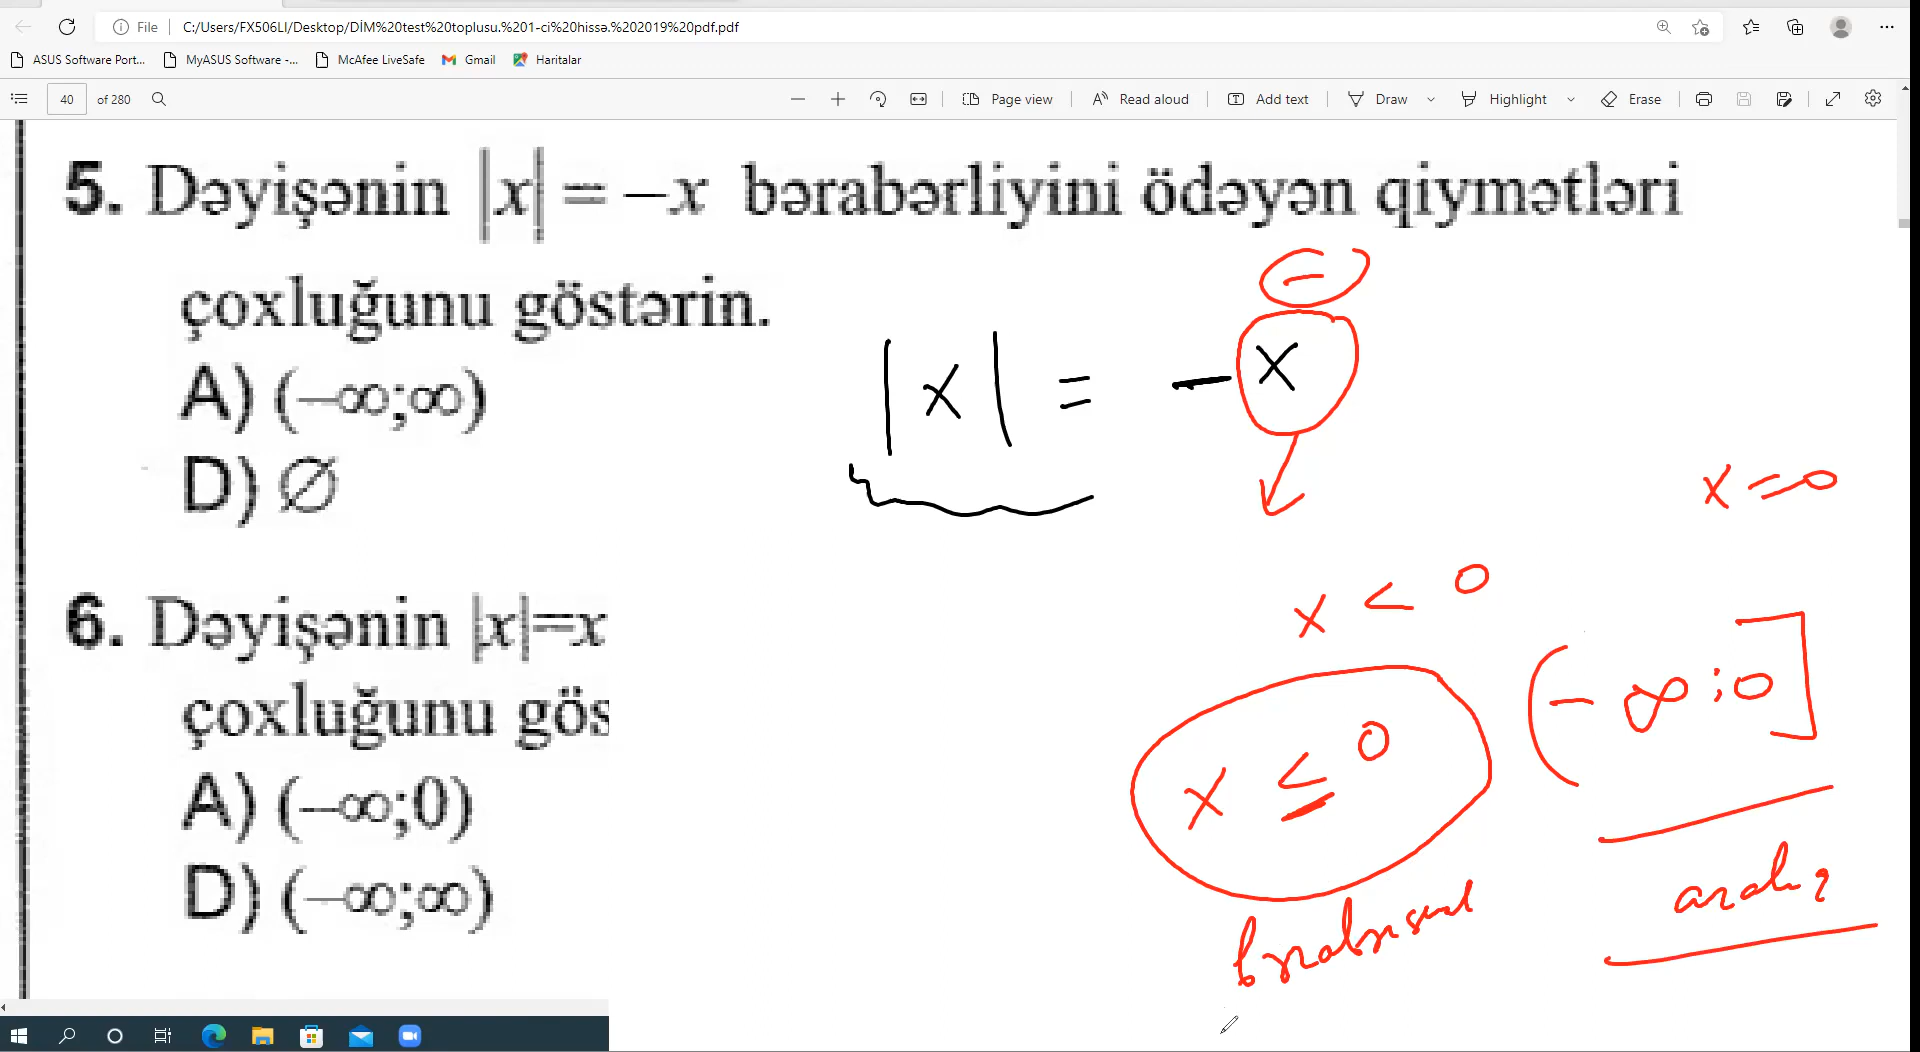 File
C:/Users/FX506LI/Desktop/DİM%20test%20toplusu.%201-ci%20hissə.%202019%20pdf.pdf
ASUS Software Port... MyASUS Software -... McAfee LiveSafe Gmail Haritalar
40 of 280 Page view Read aloud Add text Draw Highlight Erase
5. Dəyişənin |x| = −x bərabərliyini ödəyən qiymətləri
çoxluğunu göstərin.
A) (−∞;∞)
D) ∅
|x| = −x
−
x = 0
x < 0
x ≤ 0
(−∞;0]
6. Dəyişənin |x|=x
çoxluğunu gös
A) (−∞;0)
D) (−∞;∞)